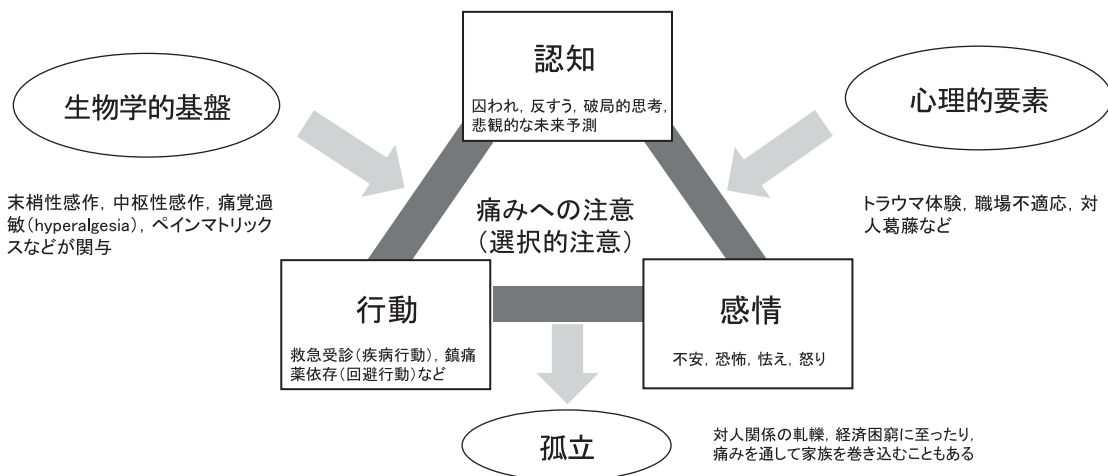 認知
囚われ，反すう，破局的思考，
悲観的な未来予測
生物学的基盤
末梢性感作，中枢性感作，痛覚過
敏（hyperalgesia），ペインマトリック
スなどが関与
心理的要素
トラウマ体験，職場不適応，対
人葛藤など
痛みへの注意
（選択的注意）
行動
救急受診（疾病行動），鎮痛
薬依存（回避行動）など
感情
不安，恐怖，怯え，怒り
孤立
対人関係の軋轢，経済困窮に至ったり，
痛みを通して家族を巻き込むこともある